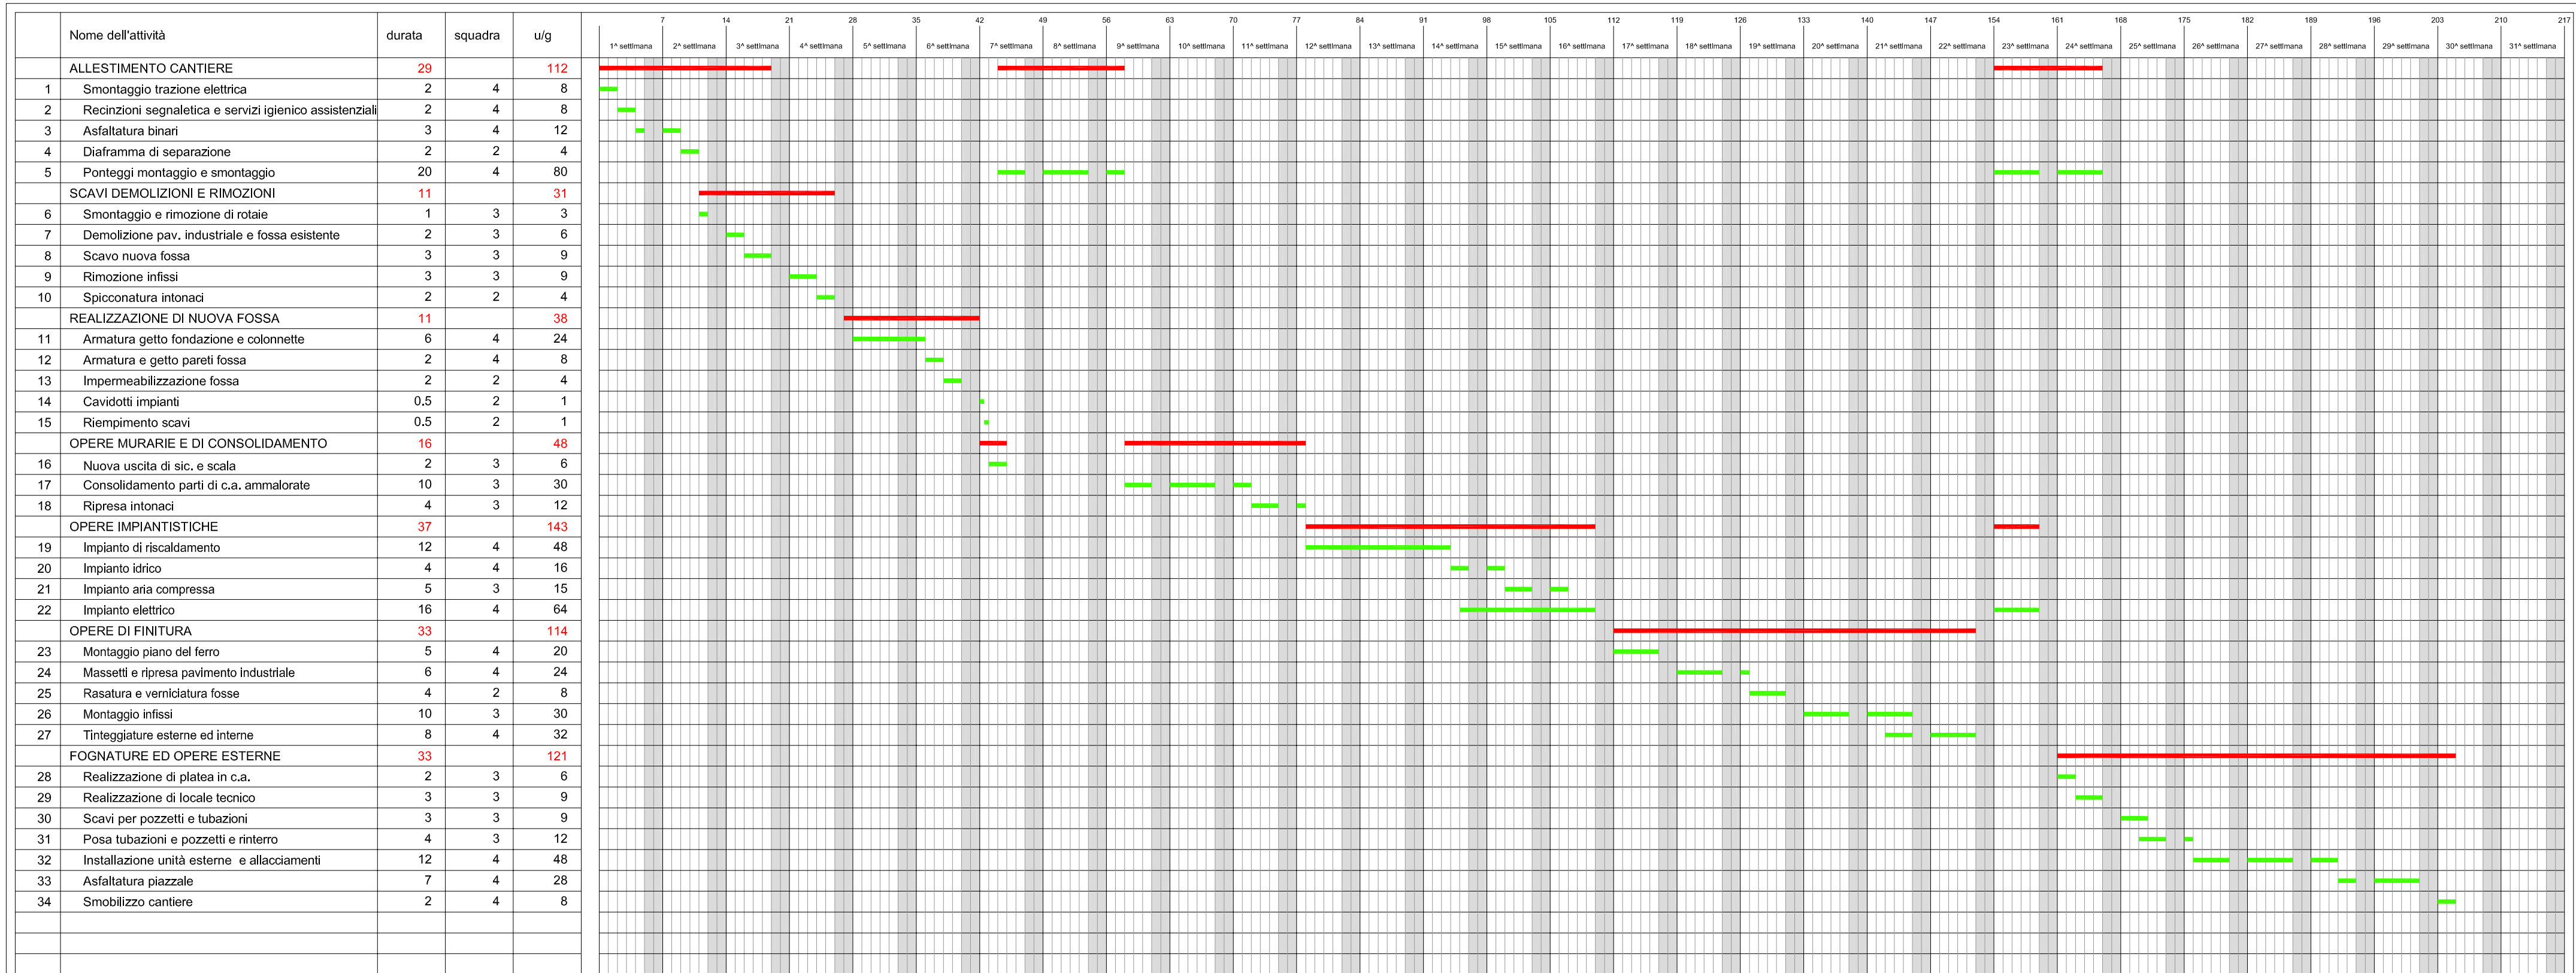 7 14 21 28 35 42 49 56 63 70 77 84 91 98 105 112 119 126 133 140 147 154 161 168 175 182 189 196 203 210 217
Nome dell'attività durata squadra u/g
1^ settimana 2^ settimana 3^ settimana 4^ settimana 5^ settimana 6^ settimana 7^ settimana 8^ settimana 9^ settimana 10^ settimana 11^ settimana 12^ settimana 13^ settimana 14^ settimana 15^ settimana 16^ settimana 17^ settimana 18^ settimana 19^ settimana 20^ settimana 21^ settimana 22^ settimana 23^ settimana 24^ settimana 25^ settimana 26^ settimana 27^ settimana 28^ settimana 29^ settimana 30^ settimana 31^ settimana
ALLESTIMENTO CANTIERE 29 112
1 Smontaggio trazione elettrica 2 4 8
2 Recinzioni segnaletica e servizi igienico assistenziali 2 4 8
3 Asfaltatura binari 3 4 12
4 Diaframma di separazione 2 2 4
5 Ponteggi montaggio e smontaggio 20 4 80
SCAVI DEMOLIZIONI E RIMOZIONI 11 31
6 Smontaggio e rimozione di rotaie 1 3 3
7 Demolizione pav. industriale e fossa esistente 2 3 6
8 Scavo nuova fossa 3 3 9
9 Rimozione infissi 3 3 9
10 Spicconatura intonaci 2 2 4
REALIZZAZIONE DI NUOVA FOSSA 11 38
11 Armatura getto fondazione e colonnette 6 4 24
12 Armatura e getto pareti fossa 2 4 8
13 Impermeabilizzazione fossa 2 2 4
14 Cavidotti impianti 0.5 2 1
15 Riempimento scavi 0.5 2 1
OPERE MURARIE E DI CONSOLIDAMENTO 16 48
16 Nuova uscita di sic. e scala 2 3 6
17 Consolidamento parti di c.a. ammalorate 10 3 30
18 Ripresa intonaci 4 3 12
OPERE IMPIANTISTICHE 37 143
19 Impianto di riscaldamento 12 4 48
20 Impianto idrico 4 4 16
21 Impianto aria compressa 5 3 15
22 Impianto elettrico 16 4 64
OPERE DI FINITURA 33 114
23 Montaggio piano del ferro 5 4 20
24 Massetti e ripresa pavimento industriale 6 4 24
25 Rasatura e verniciatura fosse 4 2 8
26 Montaggio infissi 10 3 30
27 Tinteggiature esterne ed interne 8 4 32
FOGNATURE ED OPERE ESTERNE 33 121
28 Realizzazione di platea in c.a. 2 3 6
29 Realizzazione di locale tecnico 3 3 9
30 Scavi per pozzetti e tubazioni 3 3 9
31 Posa tubazioni e pozzetti e rinterro 4 3 12
32 Installazione unità esterne e allacciamenti 12 4 48
33 Asfaltatura piazzale 7 4 28
34 Smobilizzo cantiere 2 4 8